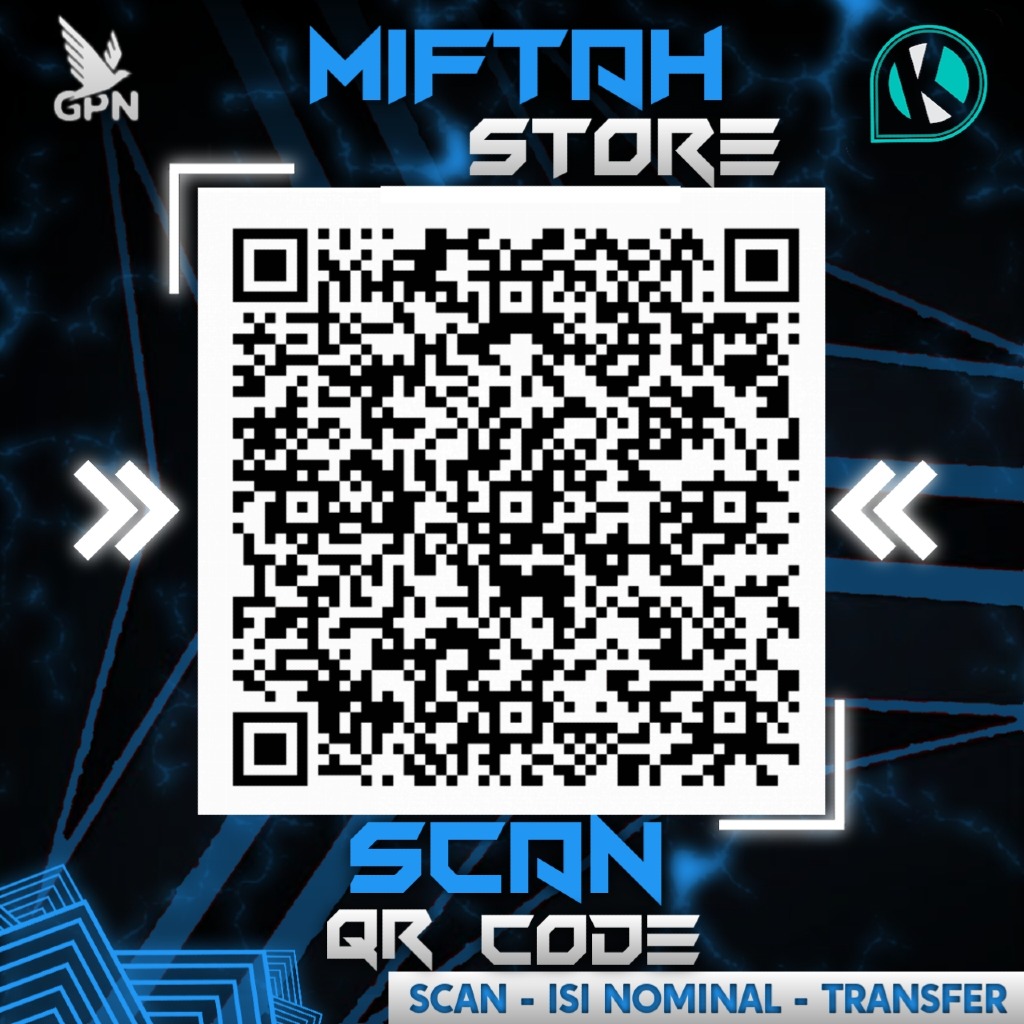 GPN
MIFTAH
STORE
K
SCAN
QR CODE
SCAN - ISI NOMINAL - TRANSFER